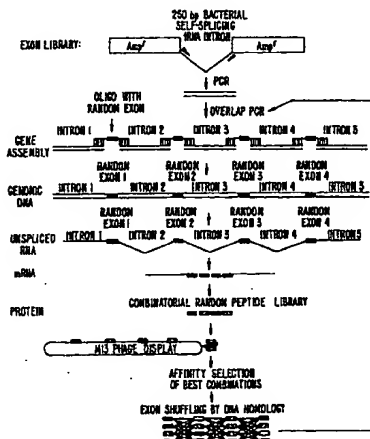 250 bp BACTERIAL
SELF-SPLICING
tRNA INTRON
EXON LIBRARY:
Amp^r Amp^r
PCR
OLIGO WITH
RANDOM EXON
OVERLAP PCR
INTRON 1 INTRON 2 INTRON 3 INTRON 4 INTRON 5
GENE
ASSEMBLY
RANDOM RANDOM RANDOM RANDOM
EXON 1 EXON 2 EXON 3 EXON 4
GENOMIC
DNA
INTRON 1 INTRON 2 INTRON 3 INTRON 4 INTRON 5
RANDOM RANDOM RANDOM RANDOM
EXON 1 EXON 2 EXON 3 EXON 4
UNSPLICED
RNA
INTRON 1 INTRON 2 INTRON 3 INTRON 4 INTRON 5
mRNA
COMBINATORIAL RANDOM PEPTIDE LIBRARY
PROTEIN
M13 PHAGE DISPLAY
AFFINITY SELECTION
OF BEST COMBINATIONS
EXON SHUFFLING BY DNA HOMOLOGY